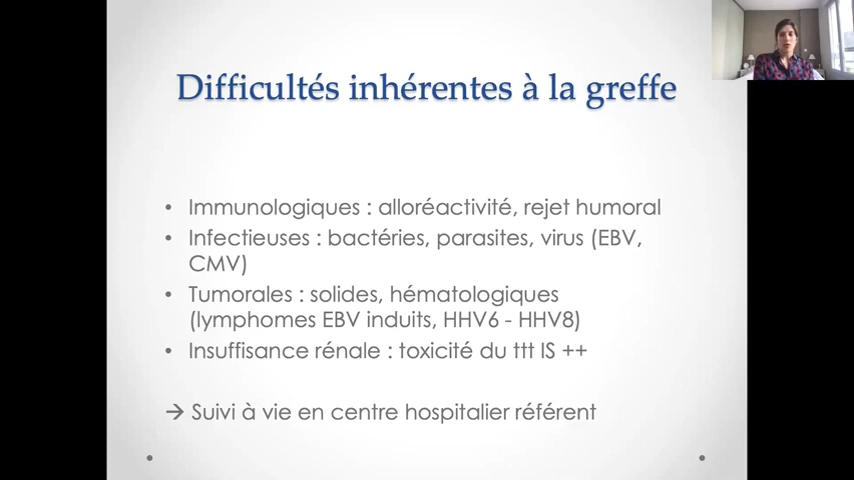 Difficultés inhérentes à la greffe
• Immunologiques : alloréactivité, rejet humoral
• Infectieuses : bactéries, parasites, virus (EBV,
CMV)
• Tumorales : solides, hématologiques
(lymphomes EBV induits, HHV6 - HHV8)
• Insuffisance rénale : toxicité du ttt IS ++
→ Suivi à vie en centre hospitalier référent